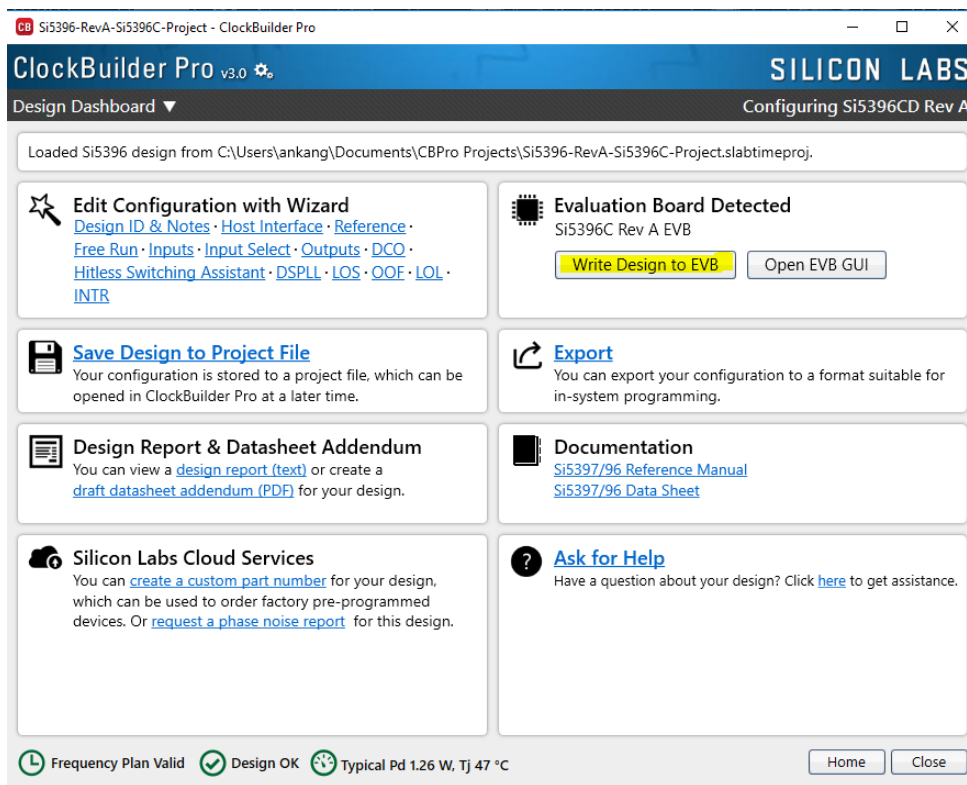 CB Si5396-RevA-Si5396C-Project - ClockBuilder Pro
ClockBuilder Pro v3.0
SILICON LABS
Design Dashboard ▼
Configuring Si5396CD Rev A
Loaded Si5396 design from C:\Users\ankang\Documents\CBPro Projects\Si5396-RevA-Si5396C-Project.slabtimeproj.
Edit Configuration with Wizard
Design ID & Notes · Host Interface · Reference ·
Free Run · Inputs · Input Select · Outputs · DCO ·
Hitless Switching Assistant · DSPLL · LOS · OOF · LOL ·
INTR
Evaluation Board Detected
Si5396C Rev A EVB
Write Design to EVB
Open EVB GUI
Save Design to Project File
Your configuration is stored to a project file, which can be
opened in ClockBuilder Pro at a later time.
Export
You can export your configuration to a format suitable for
in-system programming.
Design Report & Datasheet Addendum
You can view a design report (text) or create a
draft datasheet addendum (PDF) for your design.
Documentation
Si5397/96 Reference Manual
Si5397/96 Data Sheet
Silicon Labs Cloud Services
You can create a custom part number for your design,
which can be used to order factory pre-programmed
devices. Or request a phase noise report for this design.
? Ask for Help
Have a question about your design? Click here to get assistance.
Frequency Plan Valid
Design OK
Typical Pd 1.26 W, Tj 47 °C
Home
Close